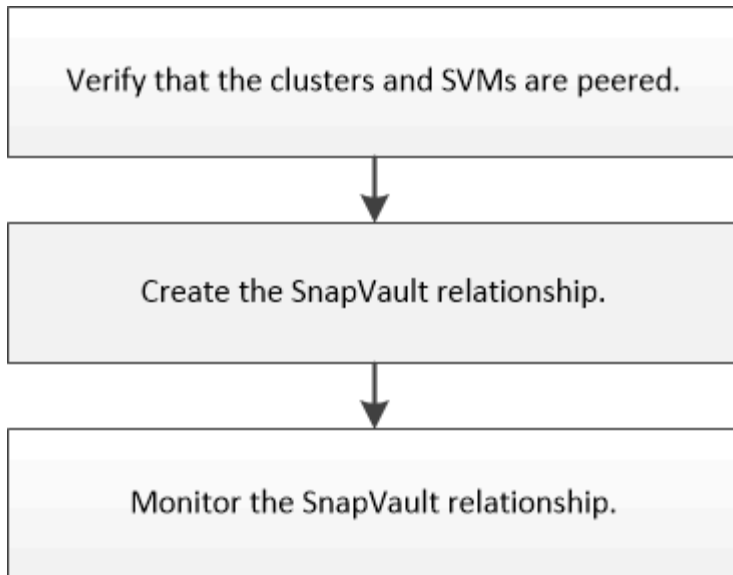 Verify that the clusters and SVMs are peered.
Create the SnapVault relationship.
Monitor the SnapVault relationship.